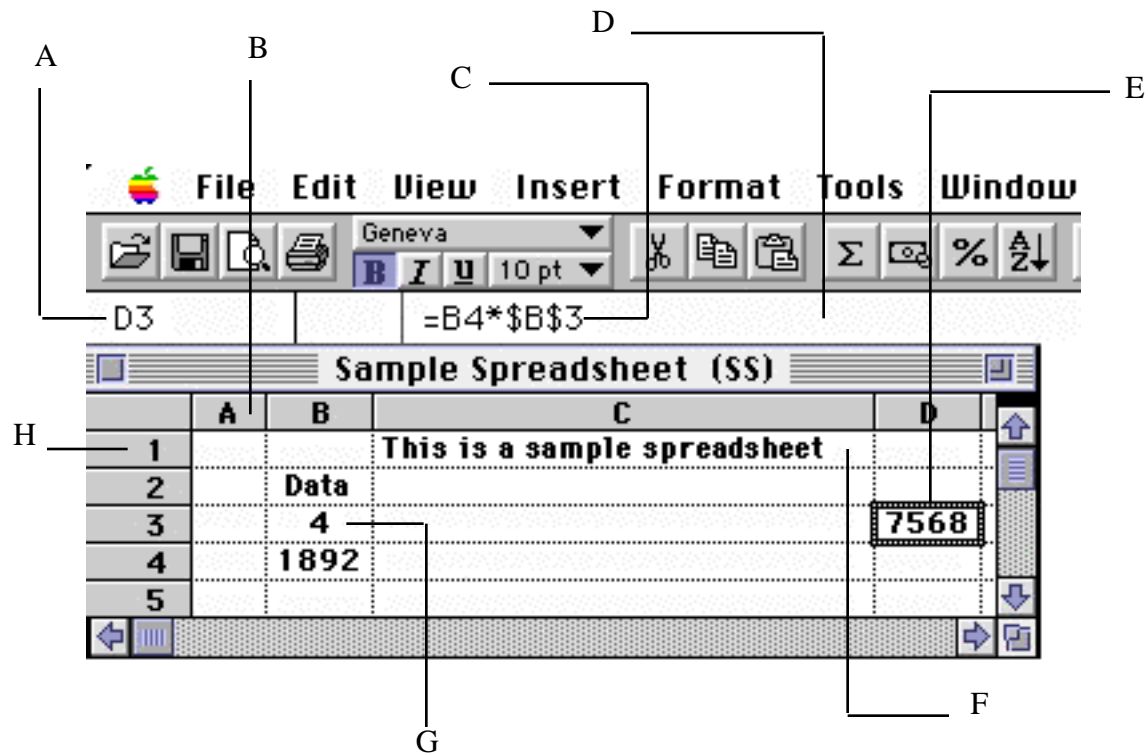 D
B
A
C
E
File Edit View Insert Format Tools Window
Geneva
B I U 10 pt Σ % A Z
D3 =B4*$B$3
Sample Spreadsheet (SS)
A B C D
H
1 This is a sample spreadsheet
2 Data
3 4 7568
4 1892
5
F
G